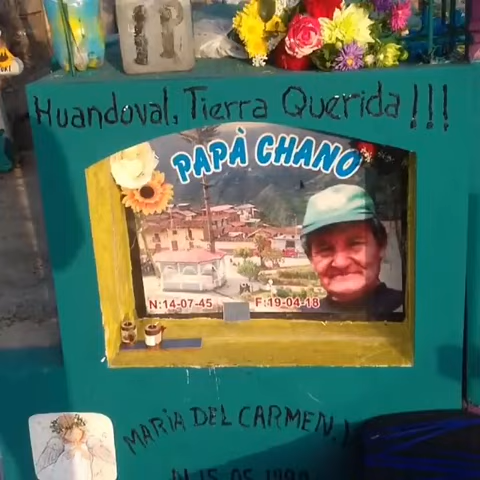 Huandoval, Tierra Querida !!!
PAPÀ CHANO
N:14-07-45 F:19-04-18
MARIA DEL CARMEN.